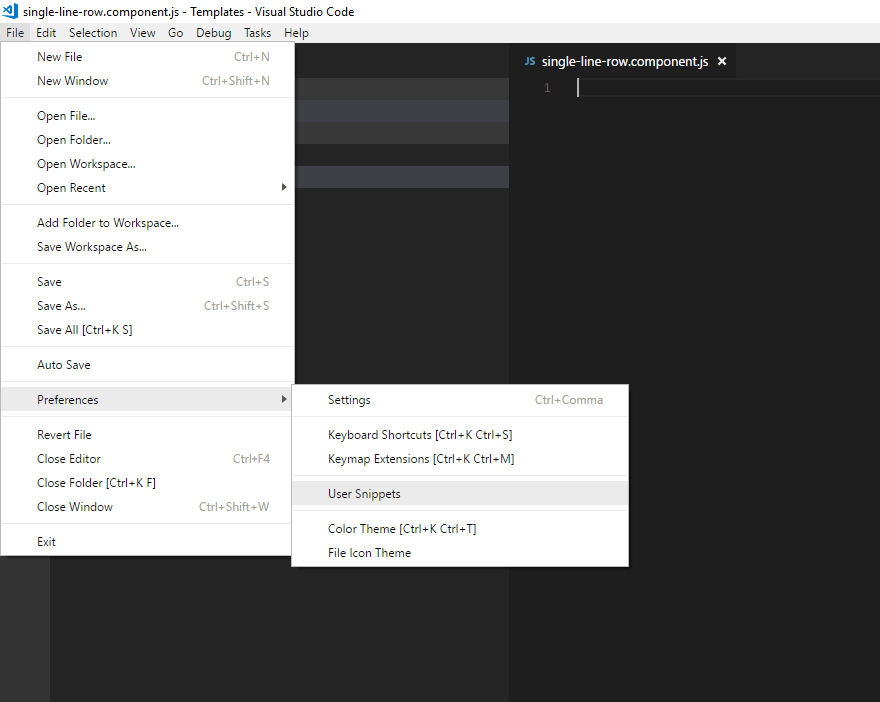 single-line-row.component.js - Templates - Visual Studio Code
File Edit Selection View Go Debug Tasks Help
New File Ctrl+N
New Window Ctrl+Shift+N
Open File...
Open Folder...
Open Workspace...
Open Recent
Add Folder to Workspace...
Save Workspace As...
Save Ctrl+S
Save As... Ctrl+Shift+S
Save All [Ctrl+K S]
Auto Save
Preferences
Revert File
Close Editor Ctrl+F4
Close Folder [Ctrl+K F]
Close Window Ctrl+Shift+W
Exit
Settings Ctrl+Comma
Keyboard Shortcuts [Ctrl+K Ctrl+S]
Keymap Extensions [Ctrl+K Ctrl+M]
User Snippets
Color Theme [Ctrl+K Ctrl+T]
File Icon Theme
JS single-line-row.component.js
1